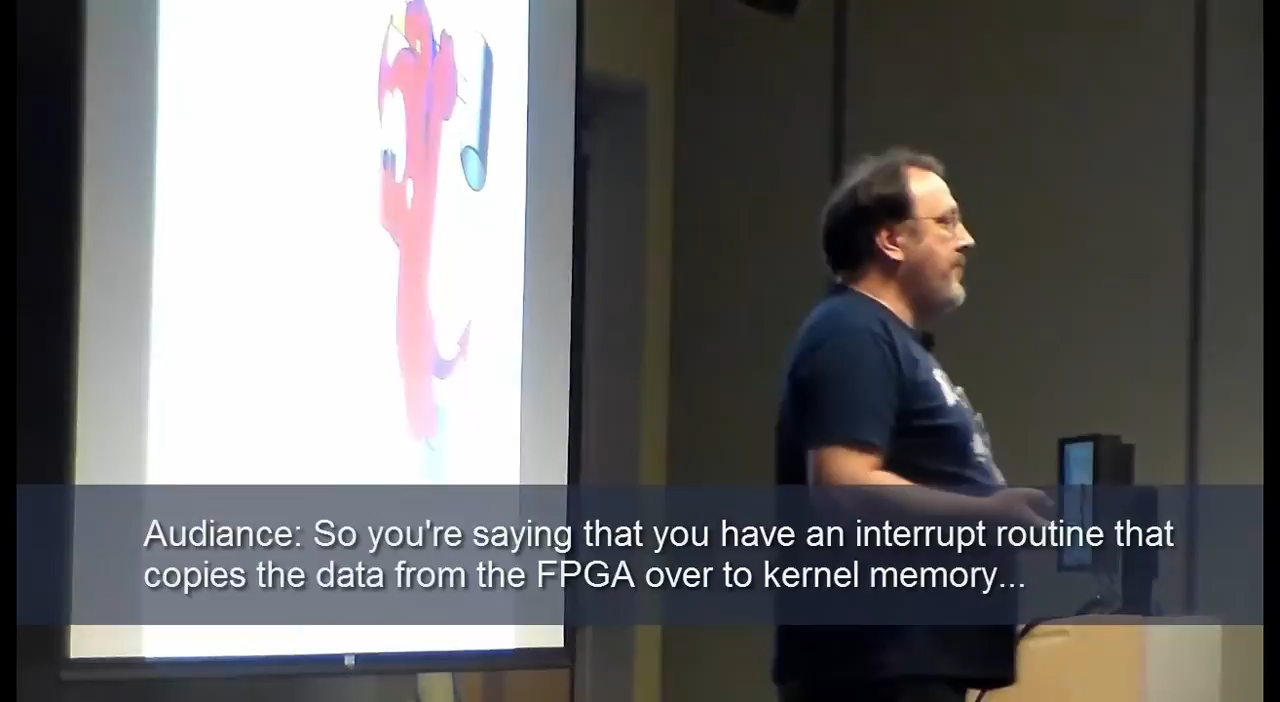 Audiance: So you're saying that you have an interrupt routine that
copies the data from the FPGA over to kernel memory...